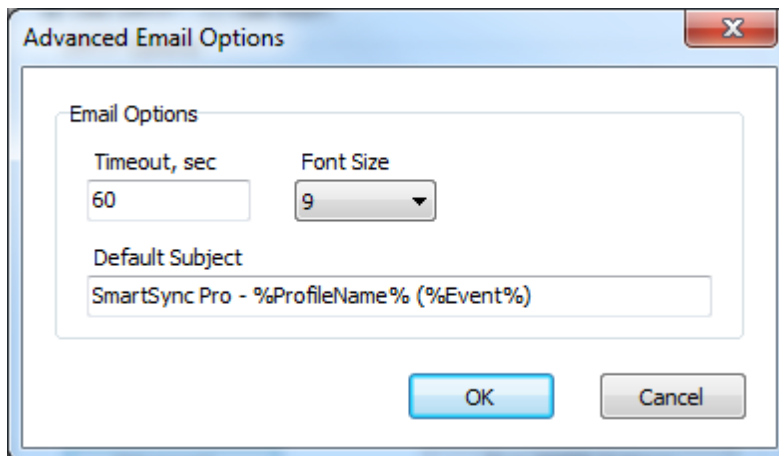 Advanced Email Options
Email Options
Timeout, sec Font Size
60 9
Default Subject
SmartSync Pro - %ProfileName% (%Event%)
OK Cancel